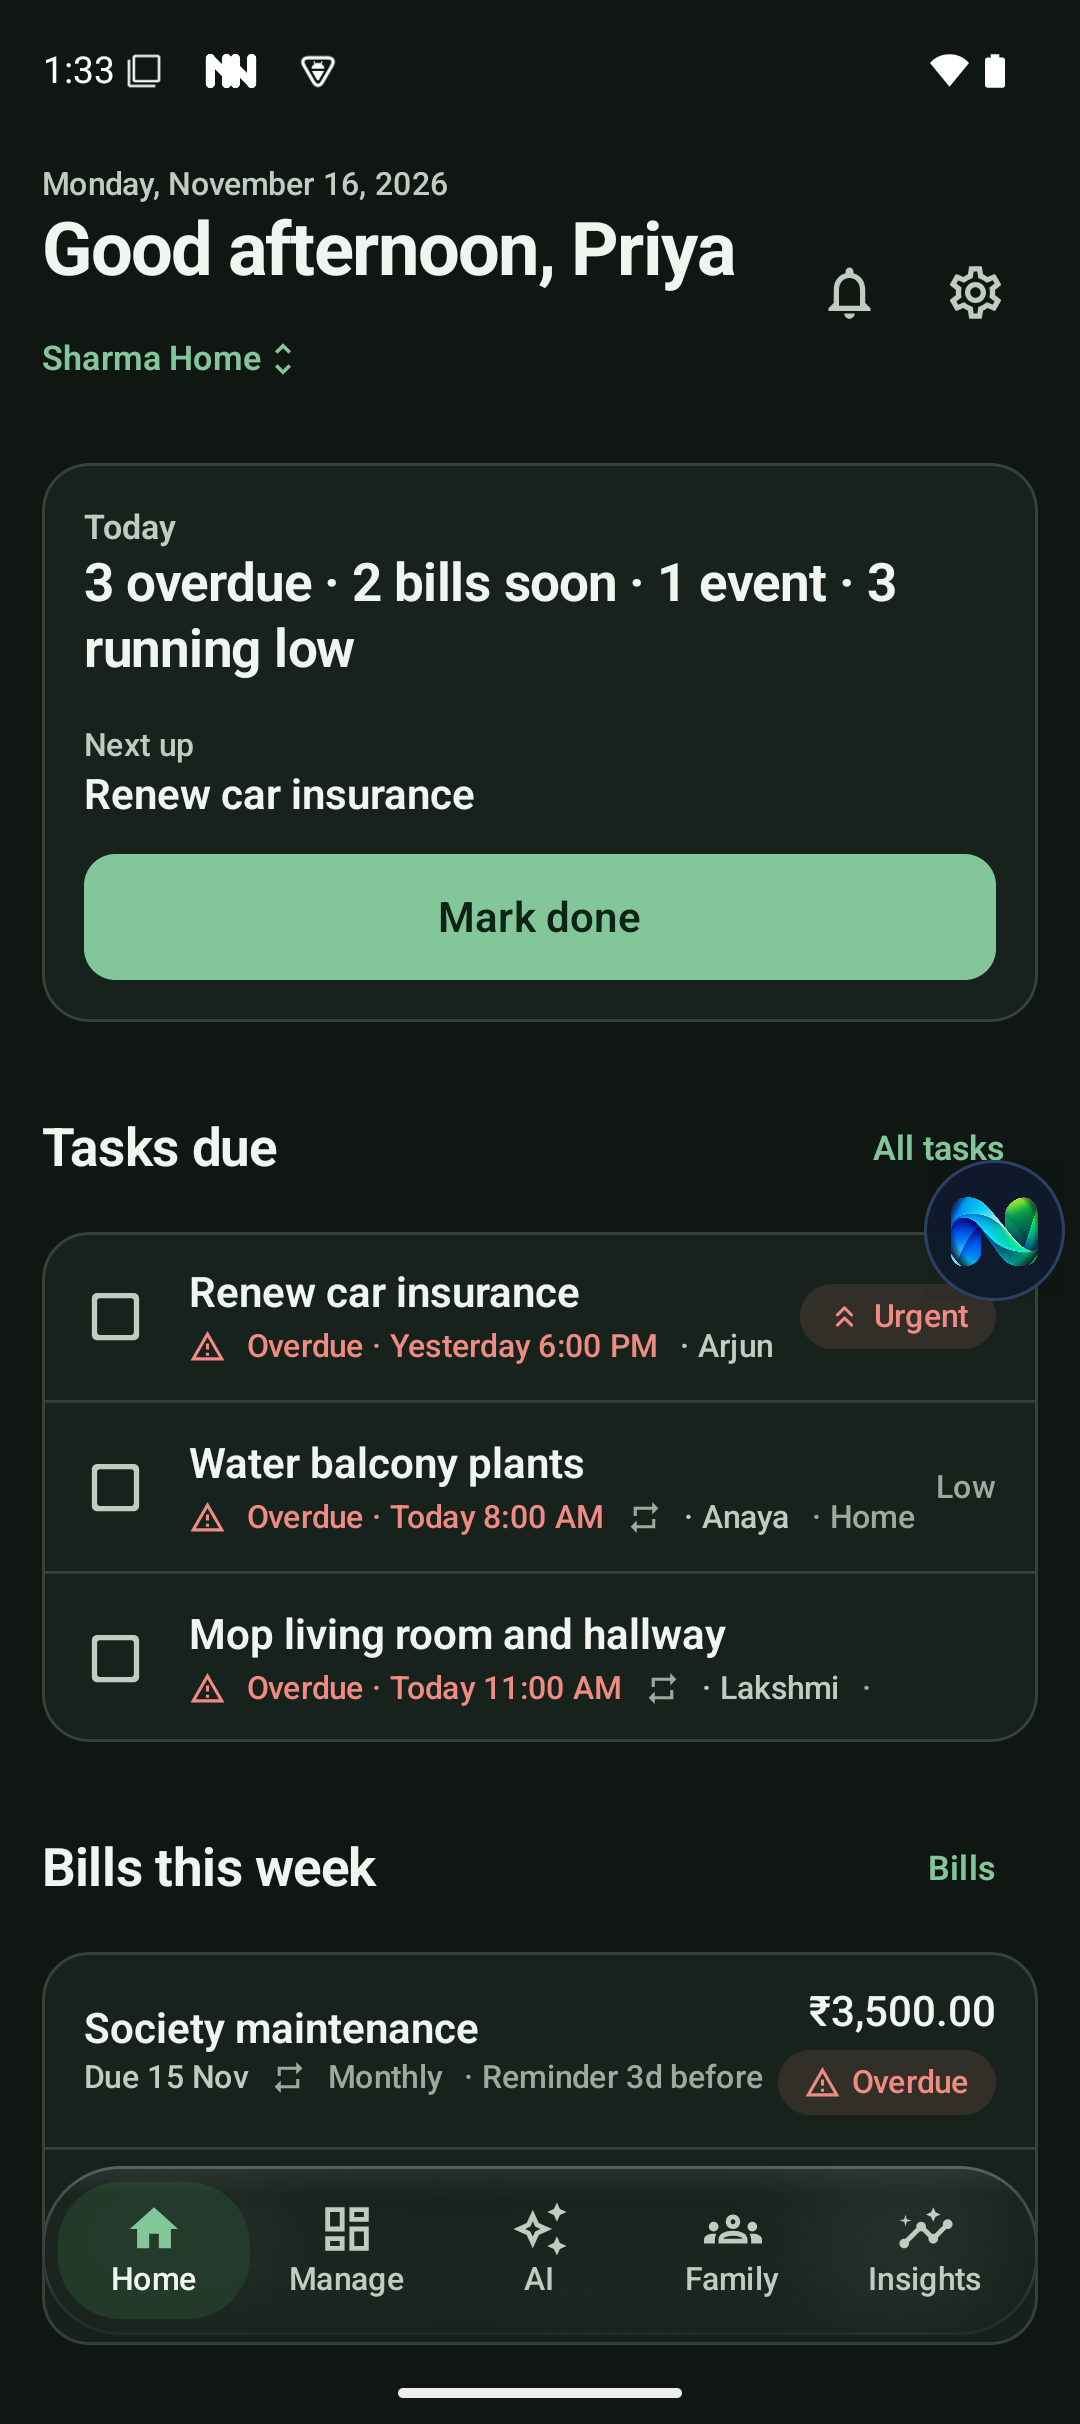 1:33
Monday, November 16, 2026
Good afternoon, Priya
Sharma Home
Today
3 overdue · 2 bills soon · 1 event · 3
running low
Next up
Renew car insurance
Mark done
Tasks due
All tasks
Renew car insurance
Overdue · Yesterday 6:00 PM · Arjun
Urgent
Water balcony plants
Overdue · Today 8:00 AM · Anaya · Home
Low
Mop living room and hallway
Overdue · Today 11:00 AM · Lakshmi ·
Bills this week
Bills
Society maintenance
₹3,500.00
Due 15 Nov Monthly · Reminder 3d before
Overdue
Home
Manage
AI
Family
Insights